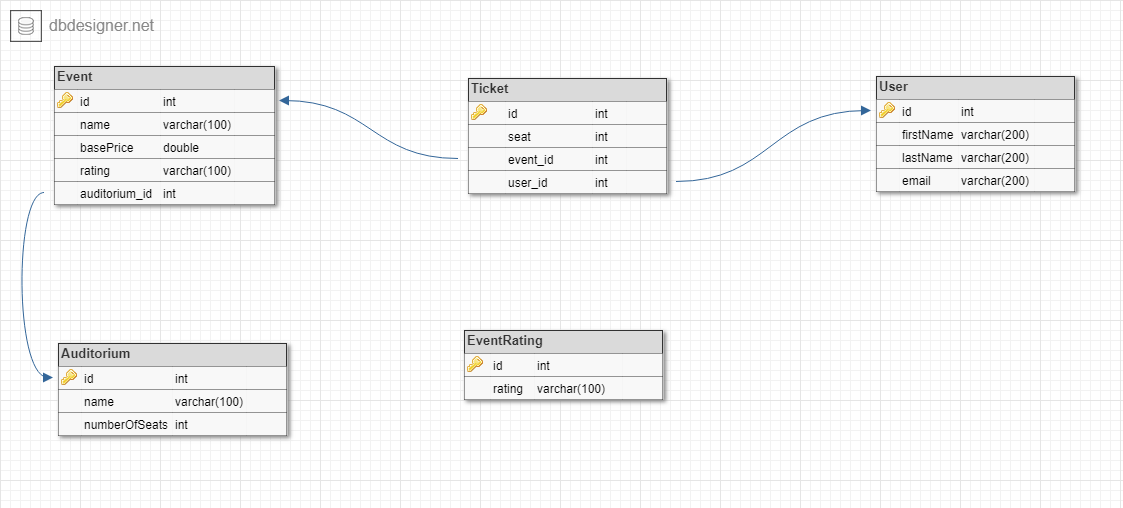 dbdesigner.net
Event
id int
name varchar(100)
basePrice double
rating varchar(100)
auditorium_id int
Ticket
id int
seat int
event_id int
user_id int
User
id int
firstName varchar(200)
lastName varchar(200)
email varchar(200)
Auditorium
id int
name varchar(100)
numberOfSeats int
EventRating
id int
rating varchar(100)